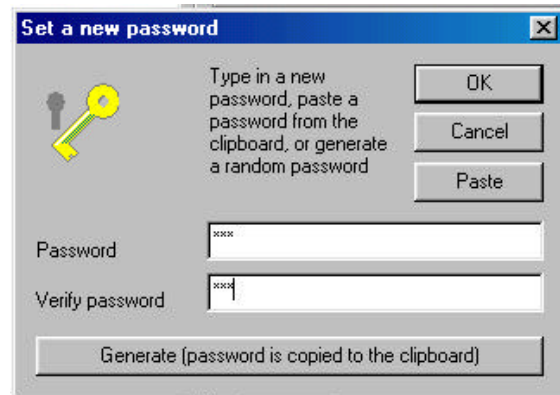 Set a new password
Type in a new
password, paste a
password from the
clipboard, or generate
a random password
OK
Cancel
Paste
Password
***
Verify password
***
Generate (password is copied to the clipboard)